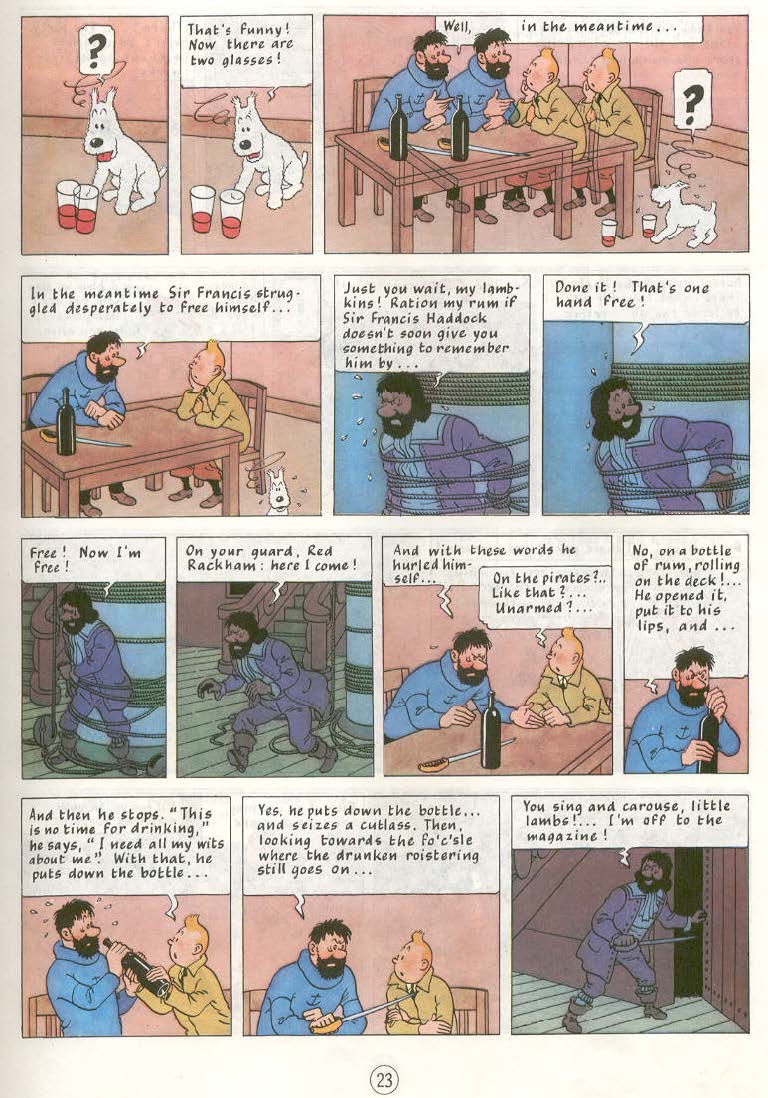 ?
That's funny!
Now there are
two glasses!
Well, in the meantime...
?
In the meantime Sir Francis strug-
gled desperately to free himself...
Just you wait, my lamb-
kins! Ration my rum if
Sir Francis Haddock
doesn't soon give you
something to remember
him by...
Done it! That's one
hand free!
Free! Now I'm
free!
On your guard, Red
Rackham: here I come!
And with these words he
hurled him-
self...
On the pirates?..
Like that?...
Unarmed?...
No, on a bottle
of rum, rolling
on the deck!...
He opened it,
put it to his
lips, and ...
And then he stops. "This
is no time for drinking,"
he says, "I need all my wits
about me". With that, he
puts down the bottle...
Yes, he puts down the bottle...
and seizes a cutlass. Then,
looking towards the fo'c'sle
where the drunken roistering
still goes on...
You sing and carouse, little
lambs!... I'm off to the
magazine!
23